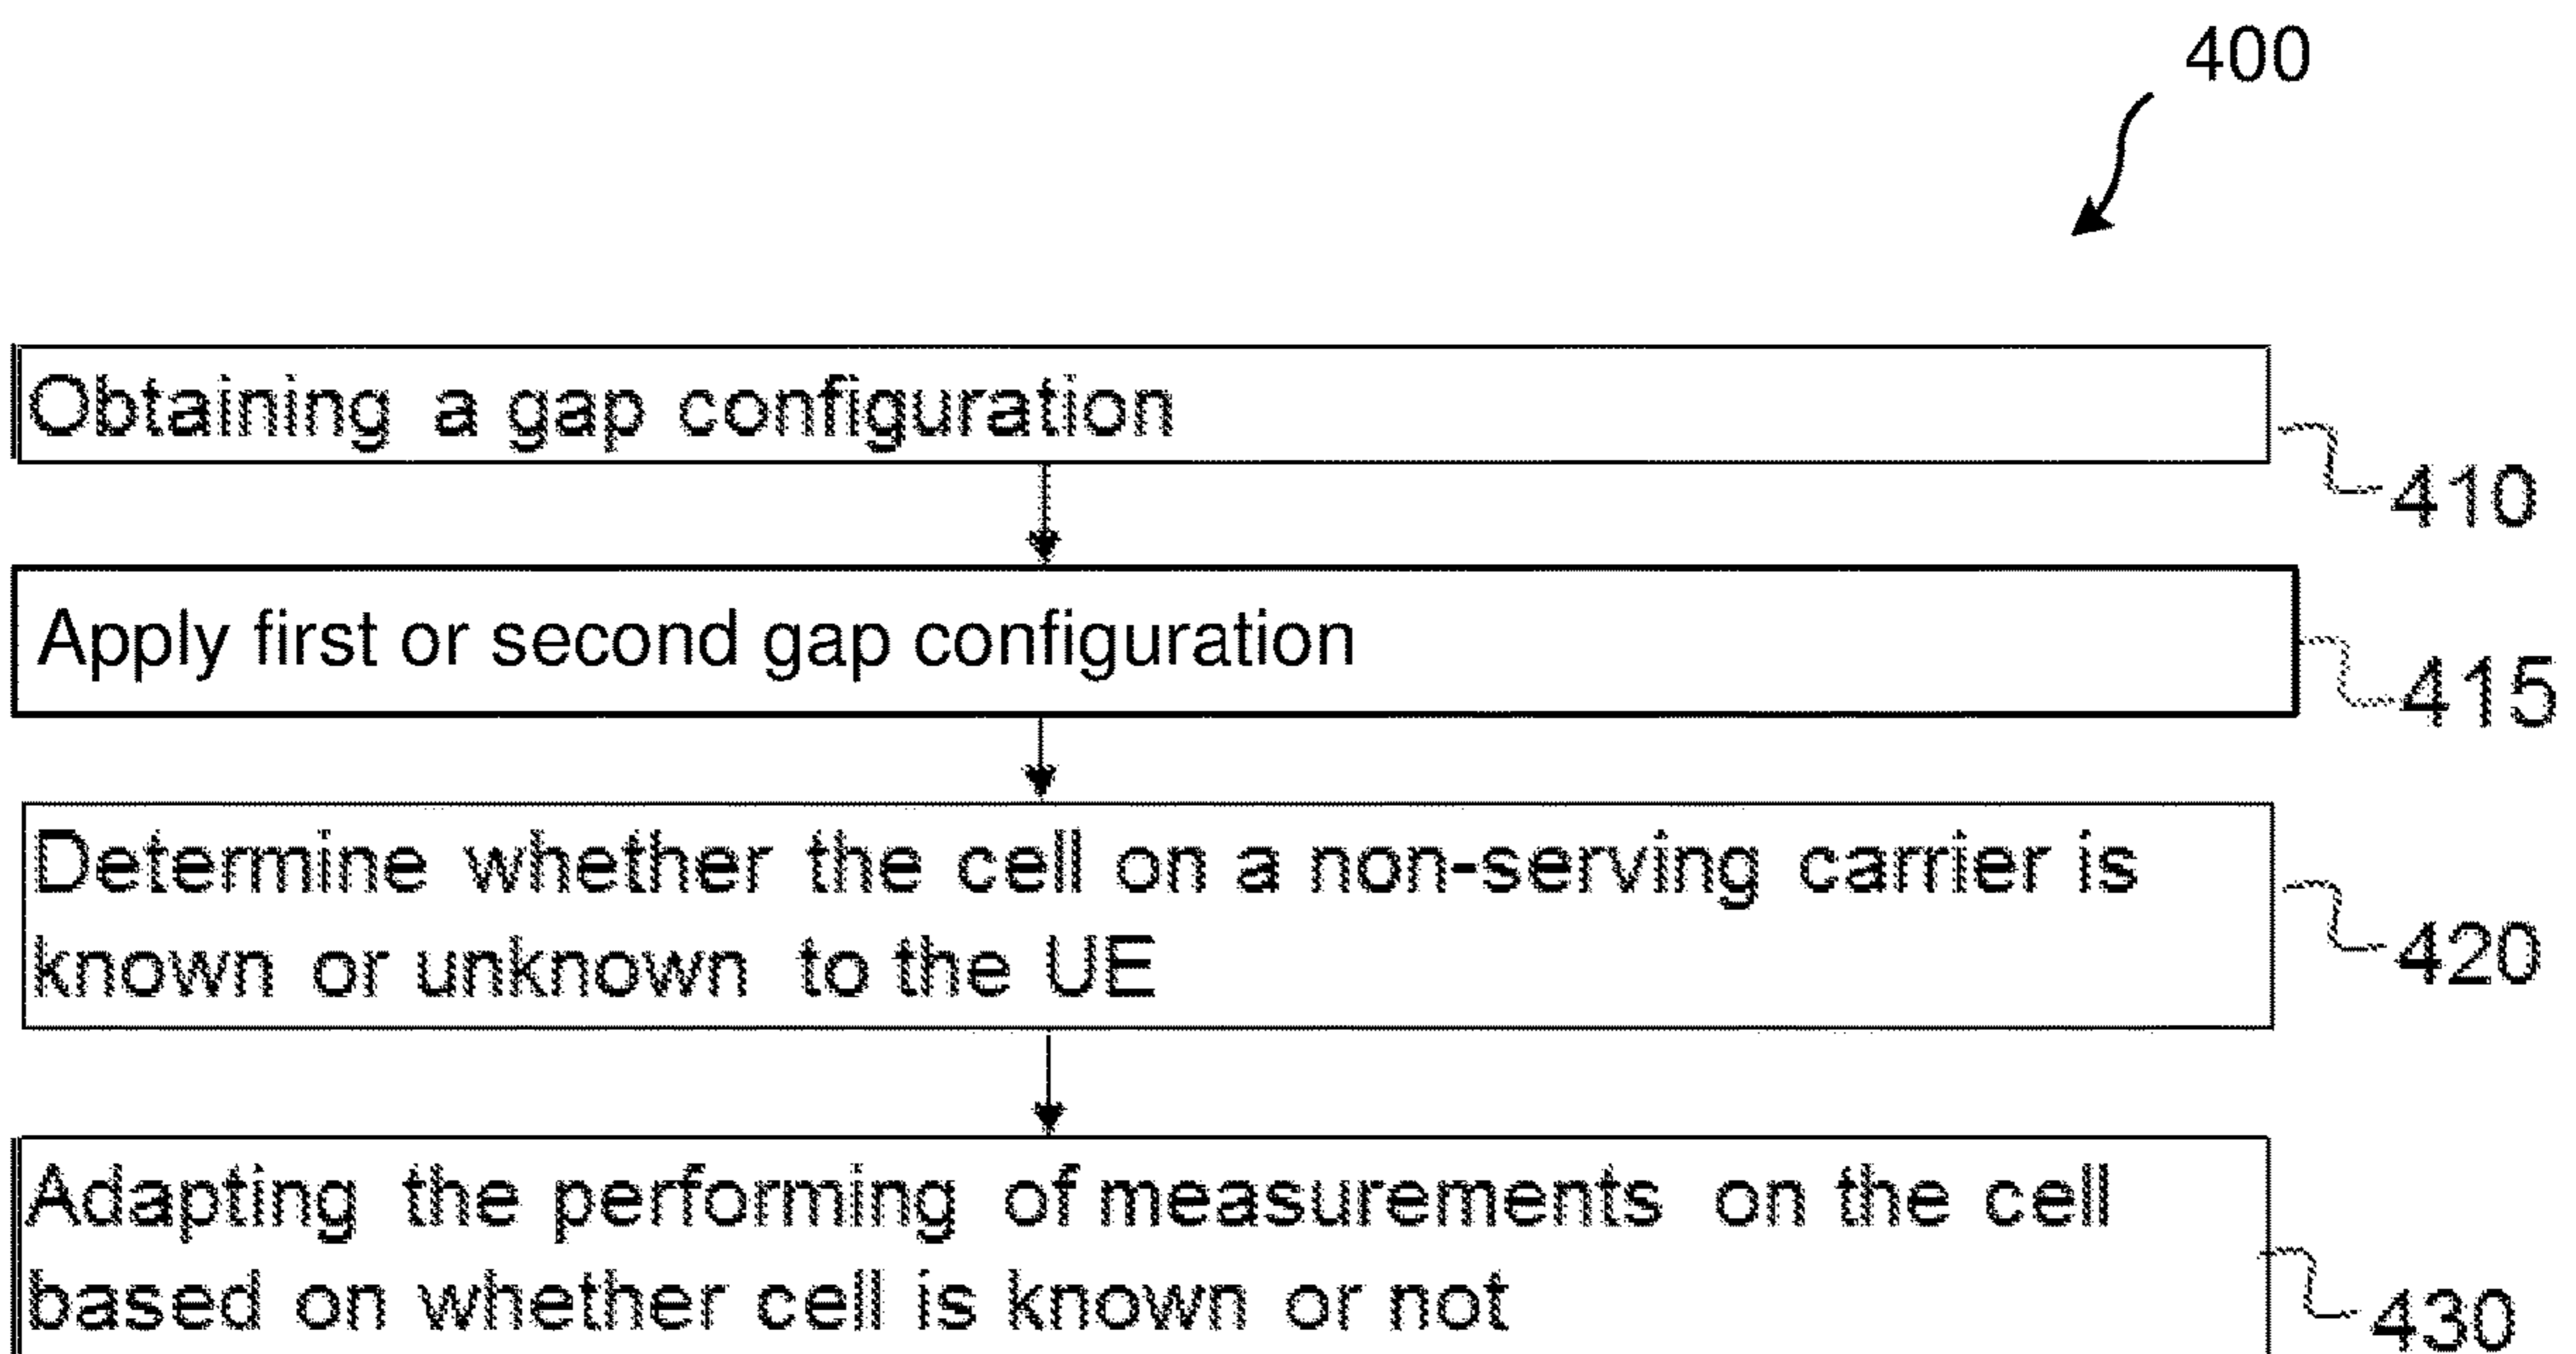 400
Obtaining a gap configuration
410
Apply first or second gap configuration
415
Determine whether the cell on a non-serving carrier is
known or unknown to the UE
420
Adapting the performing of measurements on the cell
based on whether cell is known or not
430